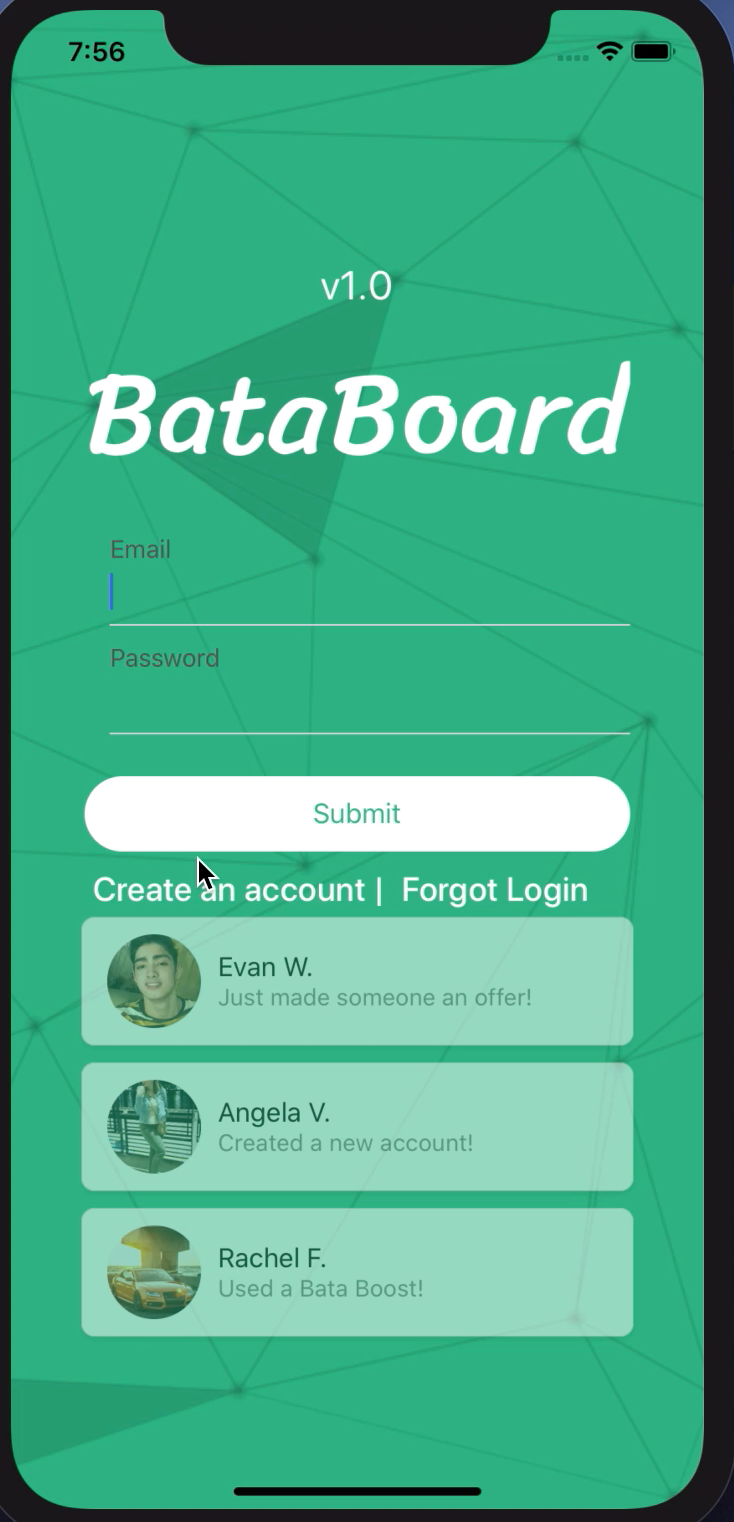 7:56
v1.0
BataBoard
Email
Password
Submit
Create an account |  Forgot Login
Evan W.
Just made someone an offer!
Angela V.
Created a new account!
Rachel F.
Used a Bata Boost!